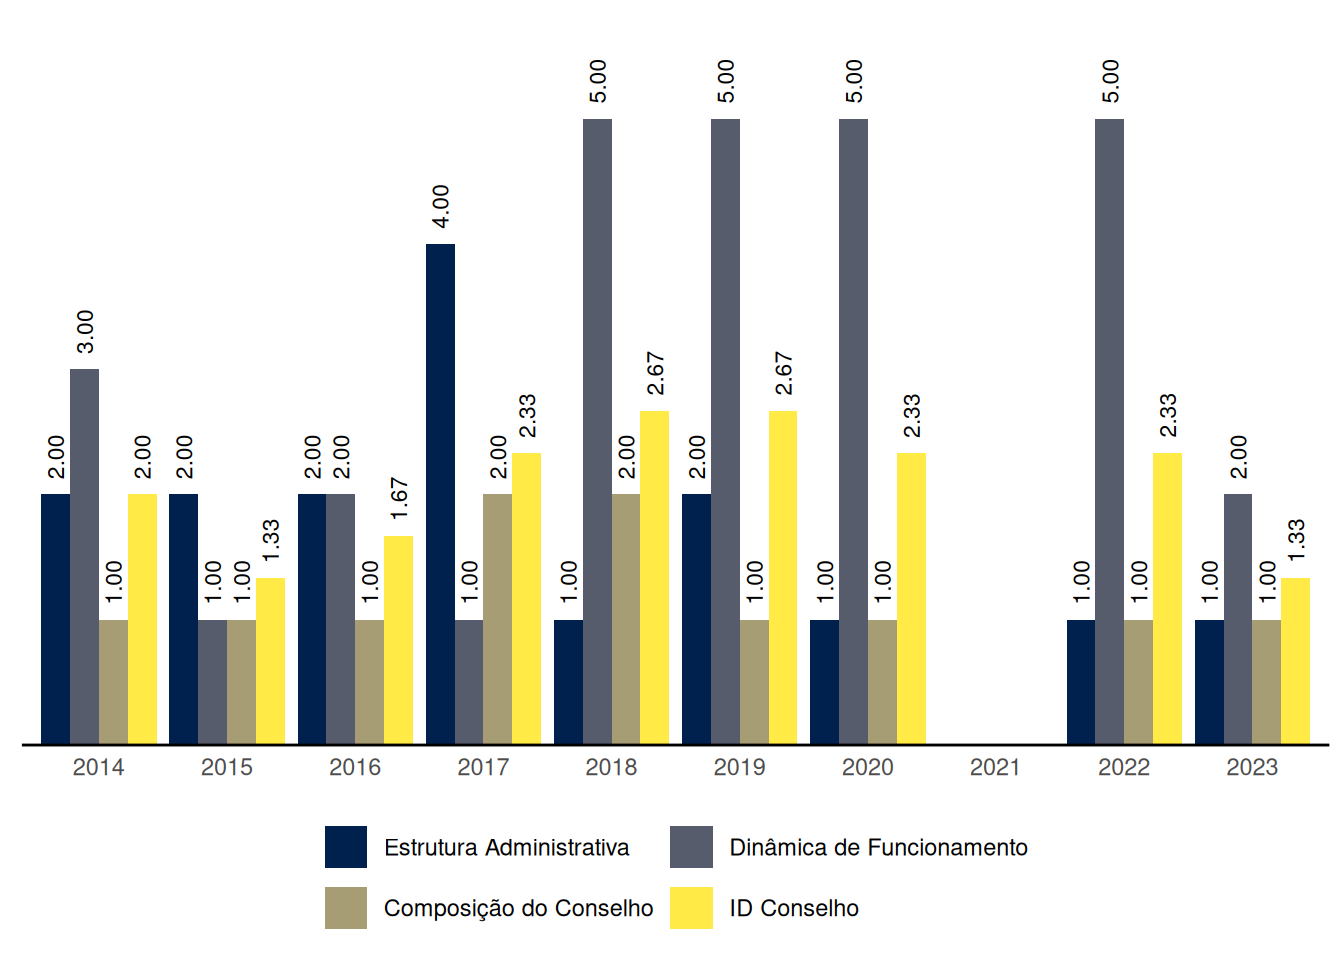 5.00 5.00 5.00 5.00
4.00
3.00
2.67 2.67
2.33 2.33 2.33
2.00 2.00 2.00 2.00 2.00 2.00 2.00 2.00 2.00
1.67
1.33 1.33
1.00 1.00 1.00 1.00 1.00 1.00 1.00 1.00 1.00 1.00 1.00 1.00 1.00
2014 2015 2016 2017 2018 2019 2020 2021 2022 2023
Estrutura Administrativa Dinâmica de Funcionamento
Composição do Conselho ID Conselho